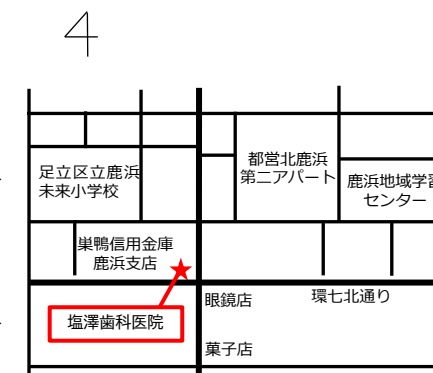 4
足立区立鹿浜
未来小学校
都営北鹿浜
第二アパート
鹿浜地域学習
センター
巣鴨信用金庫
鹿浜支店
眼鏡店
環七北通り
塩澤歯科医院
菓子店